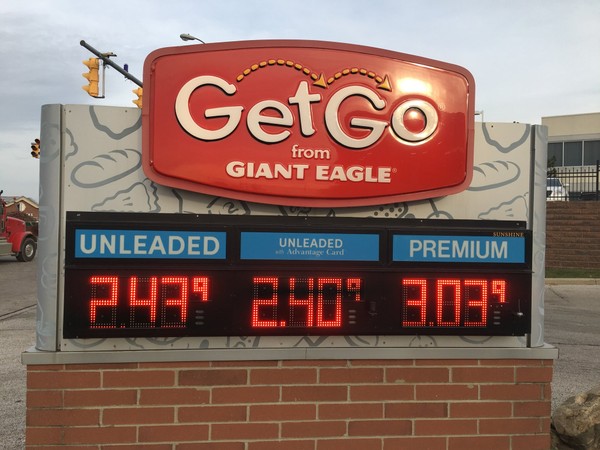 GetGo
from
GIANT EAGLE®
SUNSHINE
UNLEADED
UNLEADED
with Advantage Card
PREMIUM
2.43 9
2.40 9
3.03 9